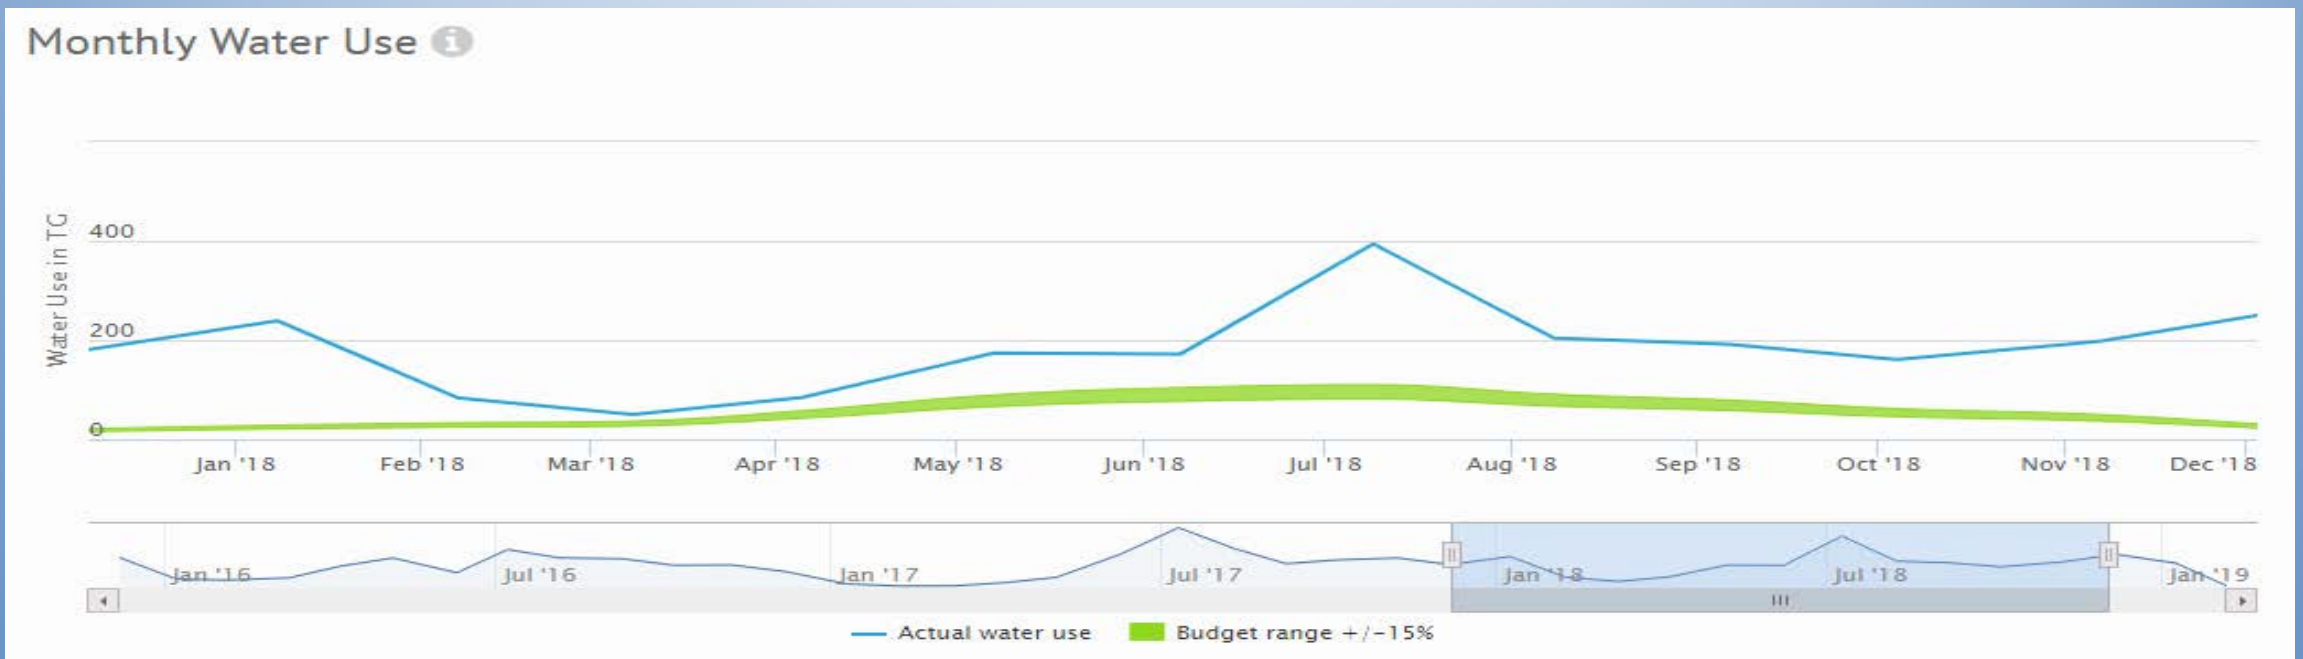 Monthly Water Use i
Water Use in TG
400
200
0
Jan '18 Feb '18 Mar '18 Apr '18 May '18 Jun '18 Jul '18 Aug '18 Sep '18 Oct '18 Nov '18 Dec '18
Jan '16 Jul '16 Jan '17 Jul '17 Jan '18 Jul '18 Jan '19
Actual water use Budget range +/-15%